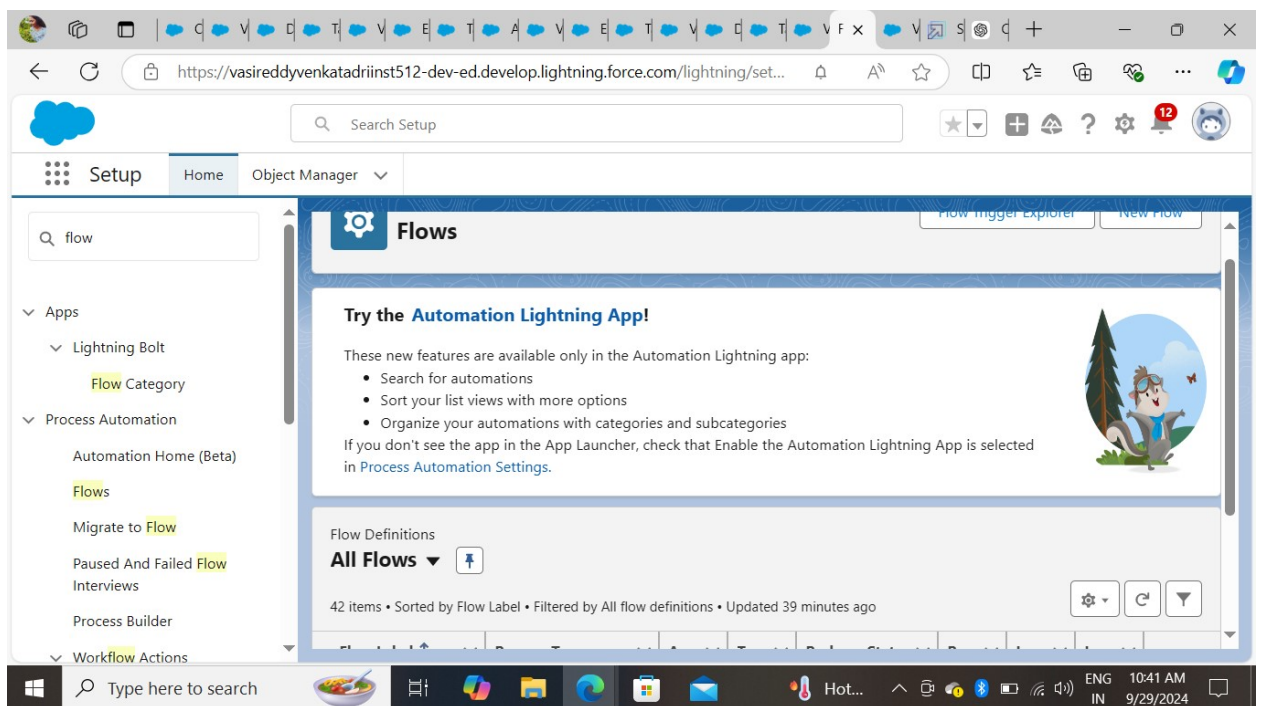 https://vasireddyvenkatadriinst512-dev-ed.develop.lightning.force.com/lightning/set...
12
Search Setup
Setup
Home
Object Manager
flow
Apps
Lightning Bolt
Flow Category
Process Automation
Automation Home (Beta)
Flows
Migrate to Flow
Paused And Failed Flow
Interviews
Process Builder
Workflow Actions
Flows
Flow Trigger Explorer
New Flow
Try the Automation Lightning App!
These new features are available only in the Automation Lightning app:
• Search for automations
• Sort your list views with more options
• Organize your automations with categories and subcategories
If you don't see the app in the App Launcher, check that Enable the Automation Lightning App is selected
in Process Automation Settings.
Flow Definitions
All Flows
42 items • Sorted by Flow Label • Filtered by All flow definitions • Updated 39 minutes ago
Type here to search
Hot...
ENG
IN
10:41 AM
9/29/2024